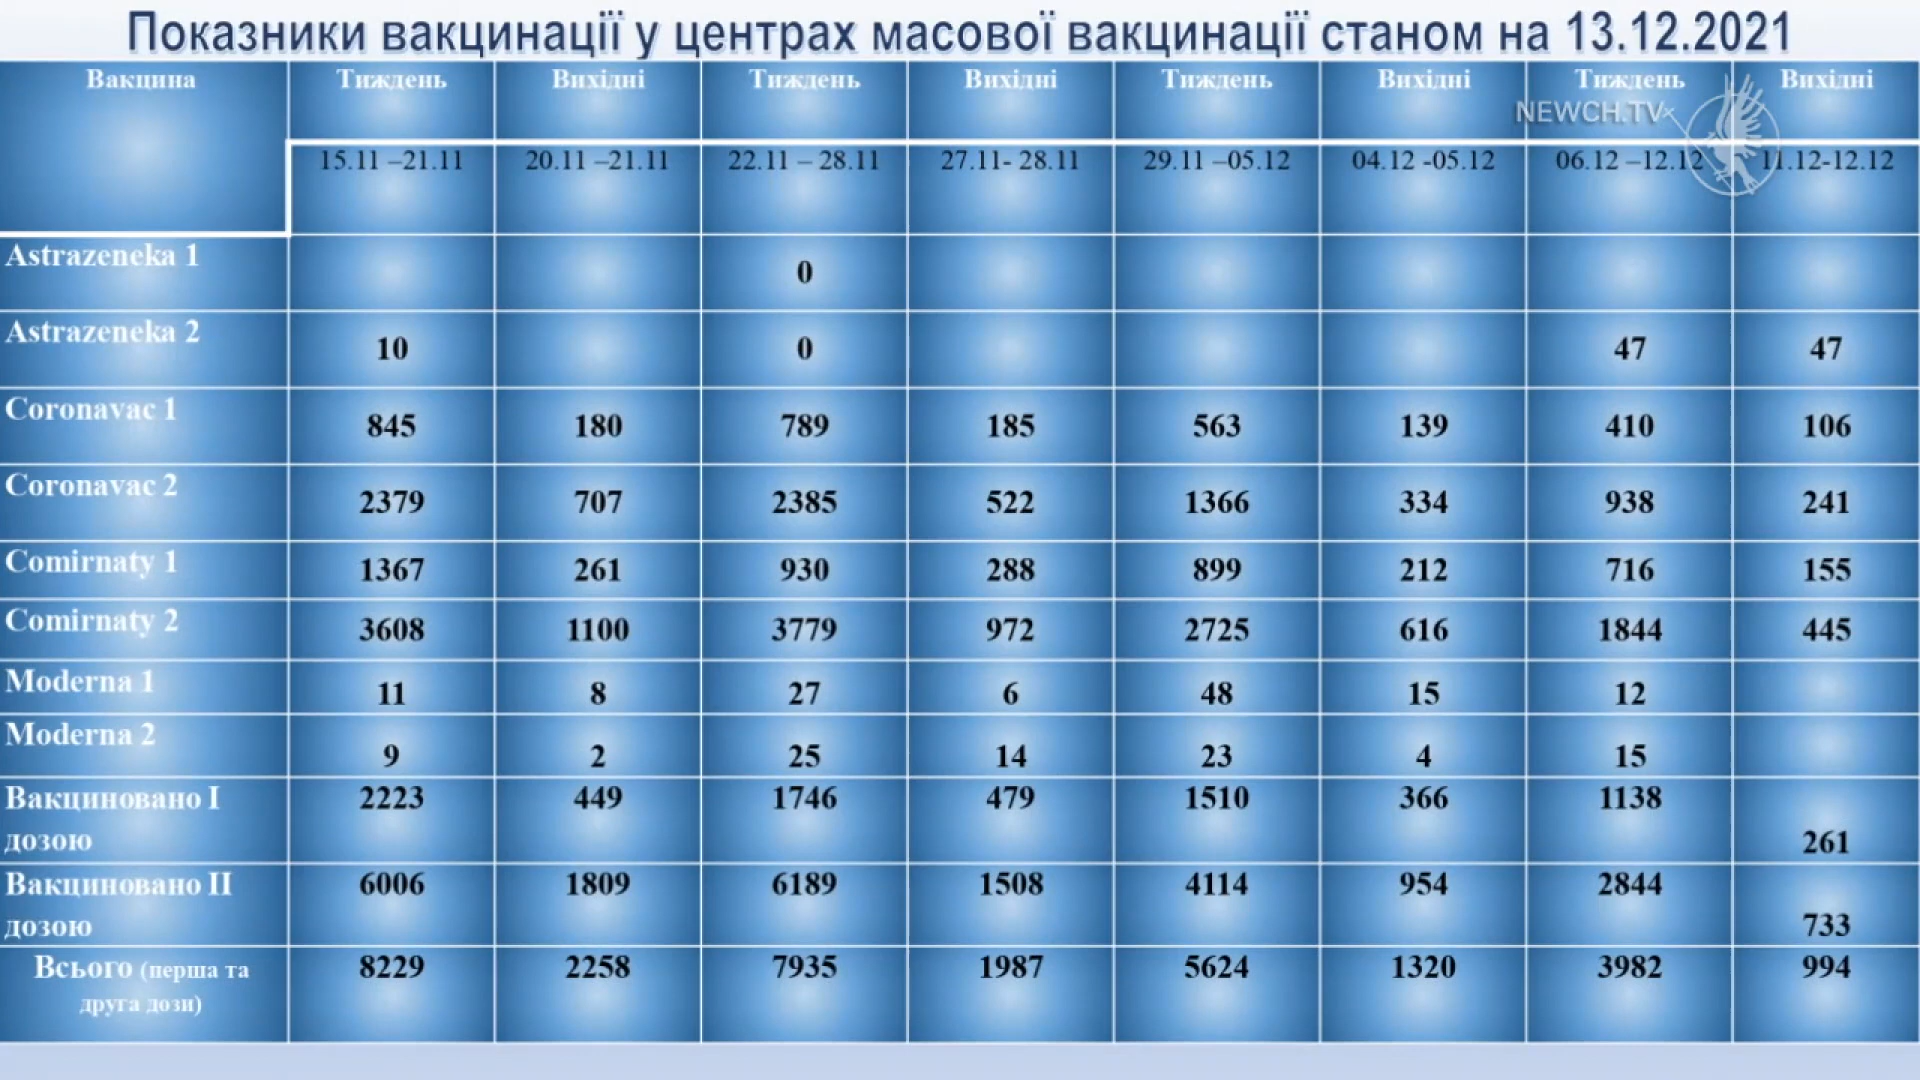 Показники вакцинації у центрах масової вакцинації станом на 13.12.2021
Вакцина Тиждень Вихідні Тиждень Вихідні Тиждень Вихідні Тиждень Вихідні
NEWCH.TV
15.11 –21.11 20.11 –21.11 22.11 – 28.11 27.11- 28.11 29.11 –05.12 04.12 -05.12 06.12 –12.12 11.12-12.12
Astrazeneka 1 0
Astrazeneka 2 10 0 47 47
Coronavac 1 845 180 789 185 563 139 410 106
Coronavac 2 2379 707 2385 522 1366 334 938 241
Comirnaty 1 1367 261 930 288 899 212 716 155
Comirnaty 2 3608 1100 3779 972 2725 616 1844 445
Moderna 1 11 8 27 6 48 15 12
Moderna 2 9 2 25 14 23 4 15
Вакциновано I 2223 449 1746 479 1510 366 1138
дозою 261
Вакциновано II 6006 1809 6189 1508 4114 954 2844
дозою 733
Всього (перша та 8229 2258 7935 1987 5624 1320 3982 994
друга дози)